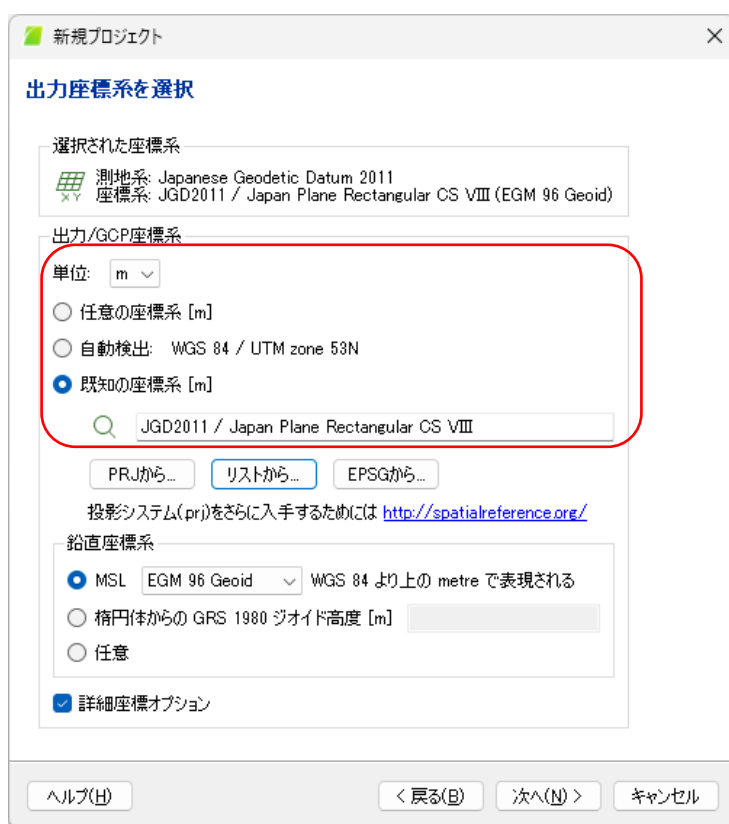 新規プロジェクト
出力座標系を選択
選択された座標系
測地系: Japanese Geodetic Datum 2011
XY 座標系: JGD2011 / Japan Plane Rectangular CS VIII (EGM 96 Geoid)
出力/GCP座標系
単位: m
任意の座標系 [m]
自動検出: WGS 84 / UTM zone 53N
既知の座標系 [m]
JGD2011 / Japan Plane Rectangular CS VIII
PRJから... リストから... EPSGから...
投影システム(prj)をさらに入手するためには http://spatialreference.org/
鉛直座標系
MSL EGM 96 Geoid WGS 84 より上の metre で表現される
楕円体からの GRS 1980 ジオイド高度 [m]
任意
詳細座標オプション
ヘルプ(H) < 戻る(B) 次へ(N) > キャンセル